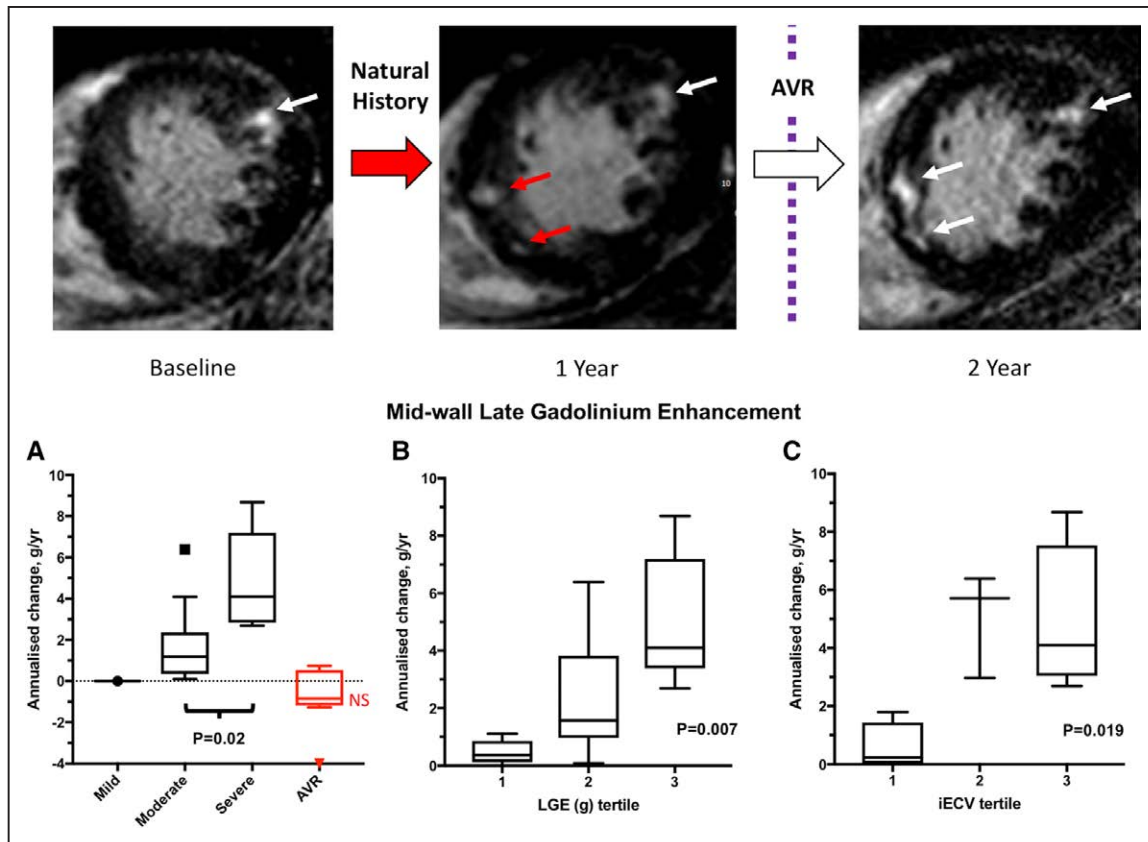 Natural
History
AVR
10
Baseline
1 Year
2 Year
Mid-wall Late Gadolinium Enhancement
A
Annualised change, g/yr
10
8
6
4
2
0
-2
-4
P=0.02
NS
Mild
Moderate
Severe
AVR
B
Annualised change, g/yr
10
8
6
4
2
0
P=0.007
1
2
3
LGE (g) tertile
C
Annualised change, g/yr
10
8
6
4
2
0
P=0.019
1
2
3
iECV tertile